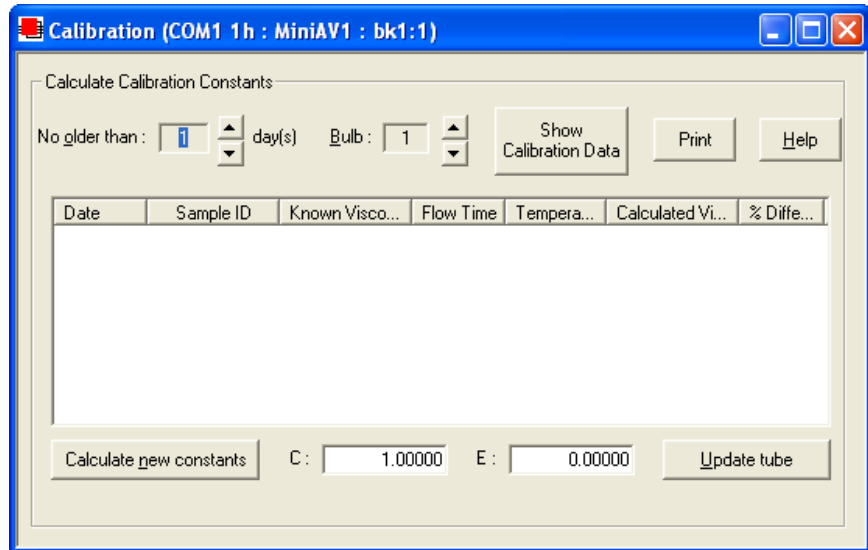 Calibration (COM1 1h : MiniAV1 : bk1:1)
Calculate Calibration Constants
No older than : 1 day(s) Bulb : 1 Show Calibration Data Print Help
Date Sample ID Known Visco... Flow Time Tempera... Calculated Vi... % Diffe...
Calculate new constants C : 1.00000 E : 0.00000 Update tube